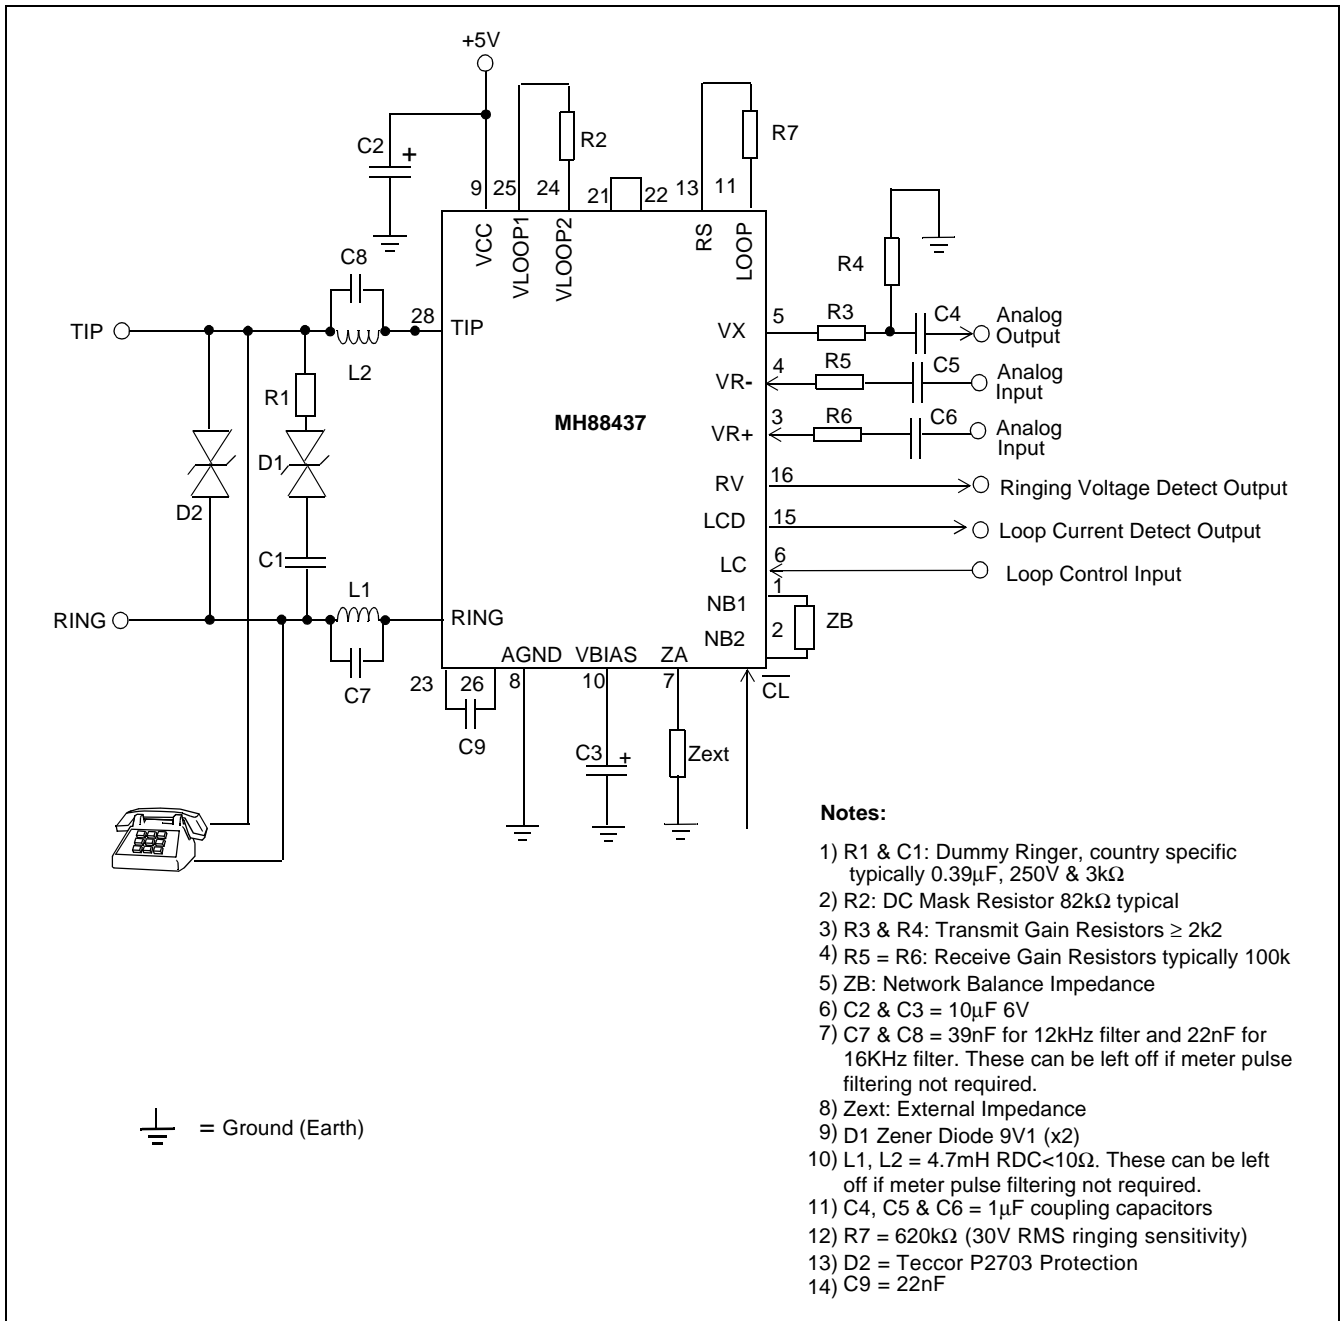 +5V
C2
+
R2
R7
9 25 24 21 22 13 11
VCC
VLOOP1
VLOOP2
RS
LOOP
C8
R4
TIP
28
TIP
L2
VX
5
R3
C4
Analog
Output
R1
VR-
4
R5
C5
Analog
Input
MH88437
VR+
3
R6
C6
Analog
Input
D1
RV
16
Ringing Voltage Detect Output
D2
LCD
15
Loop Current Detect Output
C1
LC
6
Loop Control Input
L1
1
NB1
RING
RING
NB2
2
ZB
AGND VBIAS ZA
C7
23 26 8 10 7
CL
C9
C3
+
Zext
Notes:
1) R1 & C1: Dummy Ringer, country specific
typically 0.39μF, 250V & 3kΩ
2) R2: DC Mask Resistor 82kΩ typical
3) R3 & R4: Transmit Gain Resistors ≥ 2k2
4) R5 = R6: Receive Gain Resistors typically 100k
5) ZB: Network Balance Impedance
6) C2 & C3 = 10μF 6V
7) C7 & C8 = 39nF for 12kHz filter and 22nF for
16KHz filter. These can be left off if meter pulse
filtering not required.
8) Zext: External Impedance
9) D1 Zener Diode 9V1 (x2)
10) L1, L2 = 4.7mH RDC<10Ω. These can be left
off if meter pulse filtering not required.
11) C4, C5 & C6 = 1μF coupling capacitors
12) R7 = 620kΩ (30V RMS ringing sensitivity)
13) D2 = Teccor P2703 Protection
14) C9 = 22nF
= Ground (Earth)